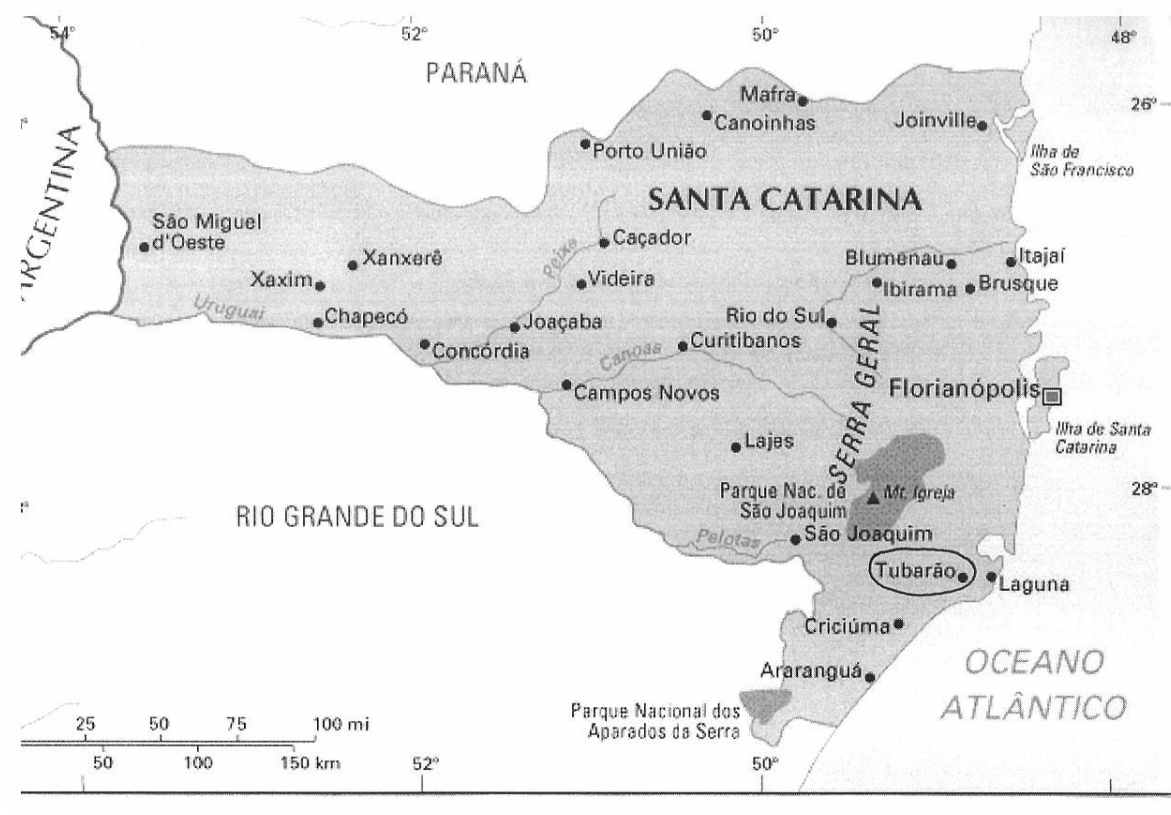 54°
52°
50°
48°
PARANÁ
Mafra
Canoinhas
Joinville
26°
Porto União
Ilha de
São Francisco
ARGENTINA
SANTA CATARINA
São Miguel
d'Oeste
Caçador
Peixe
Xanxerê
Blumenau
Itajaí
Xaxim
Videira
Ibirama
Brusque
Uruguai
Chapecó
Joaçaba
Rio do Sul
Concórdia
Canoas
Curitibanos
SERRA GERAL
Florianópolis
Campos Novos
Ilha de Santa
Catarina
Lajes
Parque Nac. de
São Joaquim
Mt. Igreja
28°
RIO GRANDE DO SUL
Pelotas
São Joaquim
Tubarão
Laguna
Criciúma
OCEANO
ATLÂNTICO
Araranguá
Parque Nacional dos
Aparados da Serra
25 50 75 100 mi
50 100 150 km
52°
50°